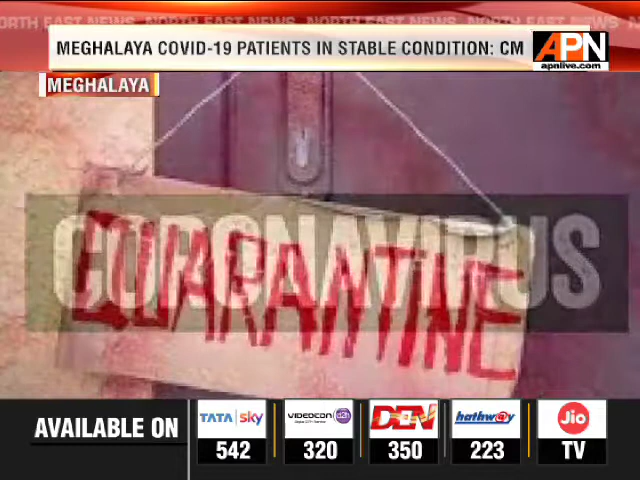 NORTH EAST NEWS NORTH EAST NEWS NORTH EAST NEWS
MEGHALAYA COVID-19 PATIENTS IN STABLE CONDITION: CM
APN
apnlive.com
MEGHALAYA
CORONAVIRUS
QUARANTINE
AVAILABLE ON
TATA sky
542
VIDEOCON d2h
320
DEN
350
hathway
223
Jio
TV